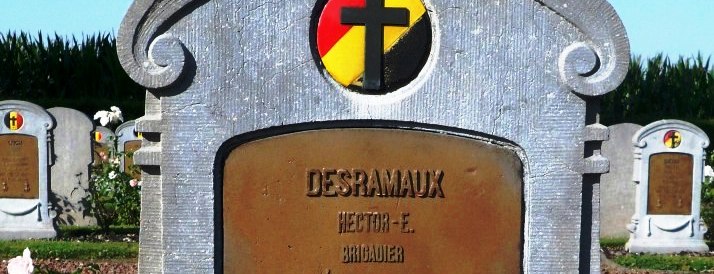 DESRAMAUX
HECTOR-E.
BRIGADIER